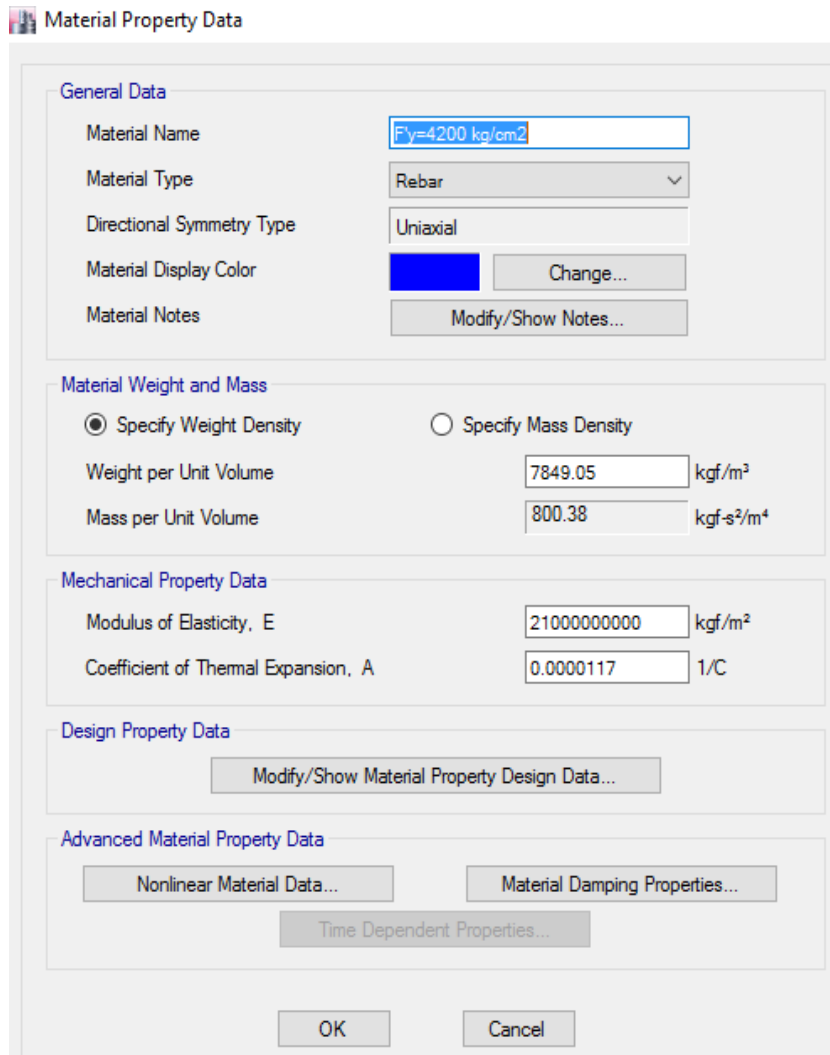 Material Property Data
General Data
Material Name F'y=4200 kg/cm2
Material Type Rebar
Directional Symmetry Type Uniaxial
Material Display Color Change...
Material Notes Modify/Show Notes...
Material Weight and Mass
Specify Weight Density Specify Mass Density
Weight per Unit Volume 7849.05 kgf/m³
Mass per Unit Volume 800.38 kgf-s²/m⁴
Mechanical Property Data
Modulus of Elasticity, E 21000000000 kgf/m²
Coefficient of Thermal Expansion, A 0.0000117 1/C
Design Property Data
Modify/Show Material Property Design Data...
Advanced Material Property Data
Nonlinear Material Data... Material Damping Properties...
Time Dependent Properties...
OK Cancel